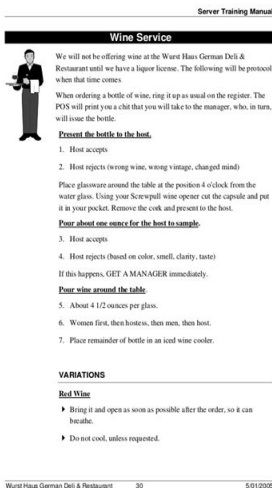 Server Training Manual
Wine Service
We will not be offering wine at the Wurst Haus German Deli &
Restaurant until we have a liquor license. The following will be protocol
when that time comes
When ordering a bottle of wine, ring it up as usual on the register. The
POS will print you a chit that you will take to the manager, who, in turn,
will issue the bottle.
Present the bottle to the host.
1. Host accepts
2. Host rejects (wrong wine, wrong vintage, changed mind)
Place glassware around the table at the position 4 o'clock from the
water glass. Using your Screwpull wine opener cut the capsule and put
it in your pocket. Remove the cork and present to the host.
Pour about one ounce for the host to sample.
3. Host accepts
4. Host rejects (based on color, smell, clarity, taste)
If this happens, GET A MANAGER immediately.
Pour wine around the table.
5. About 4 1/2 ounces per glass.
6. Women first, then hostess, then men, then host.
7. Place remainder of bottle in an iced wine cooler.
VARIATIONS
Red Wine
Bring it and open as soon as possible after the order, so it can
breathe.
Do not cool, unless requested.
Wurst Haus German Deli & Restaurant 30 5/01/2005